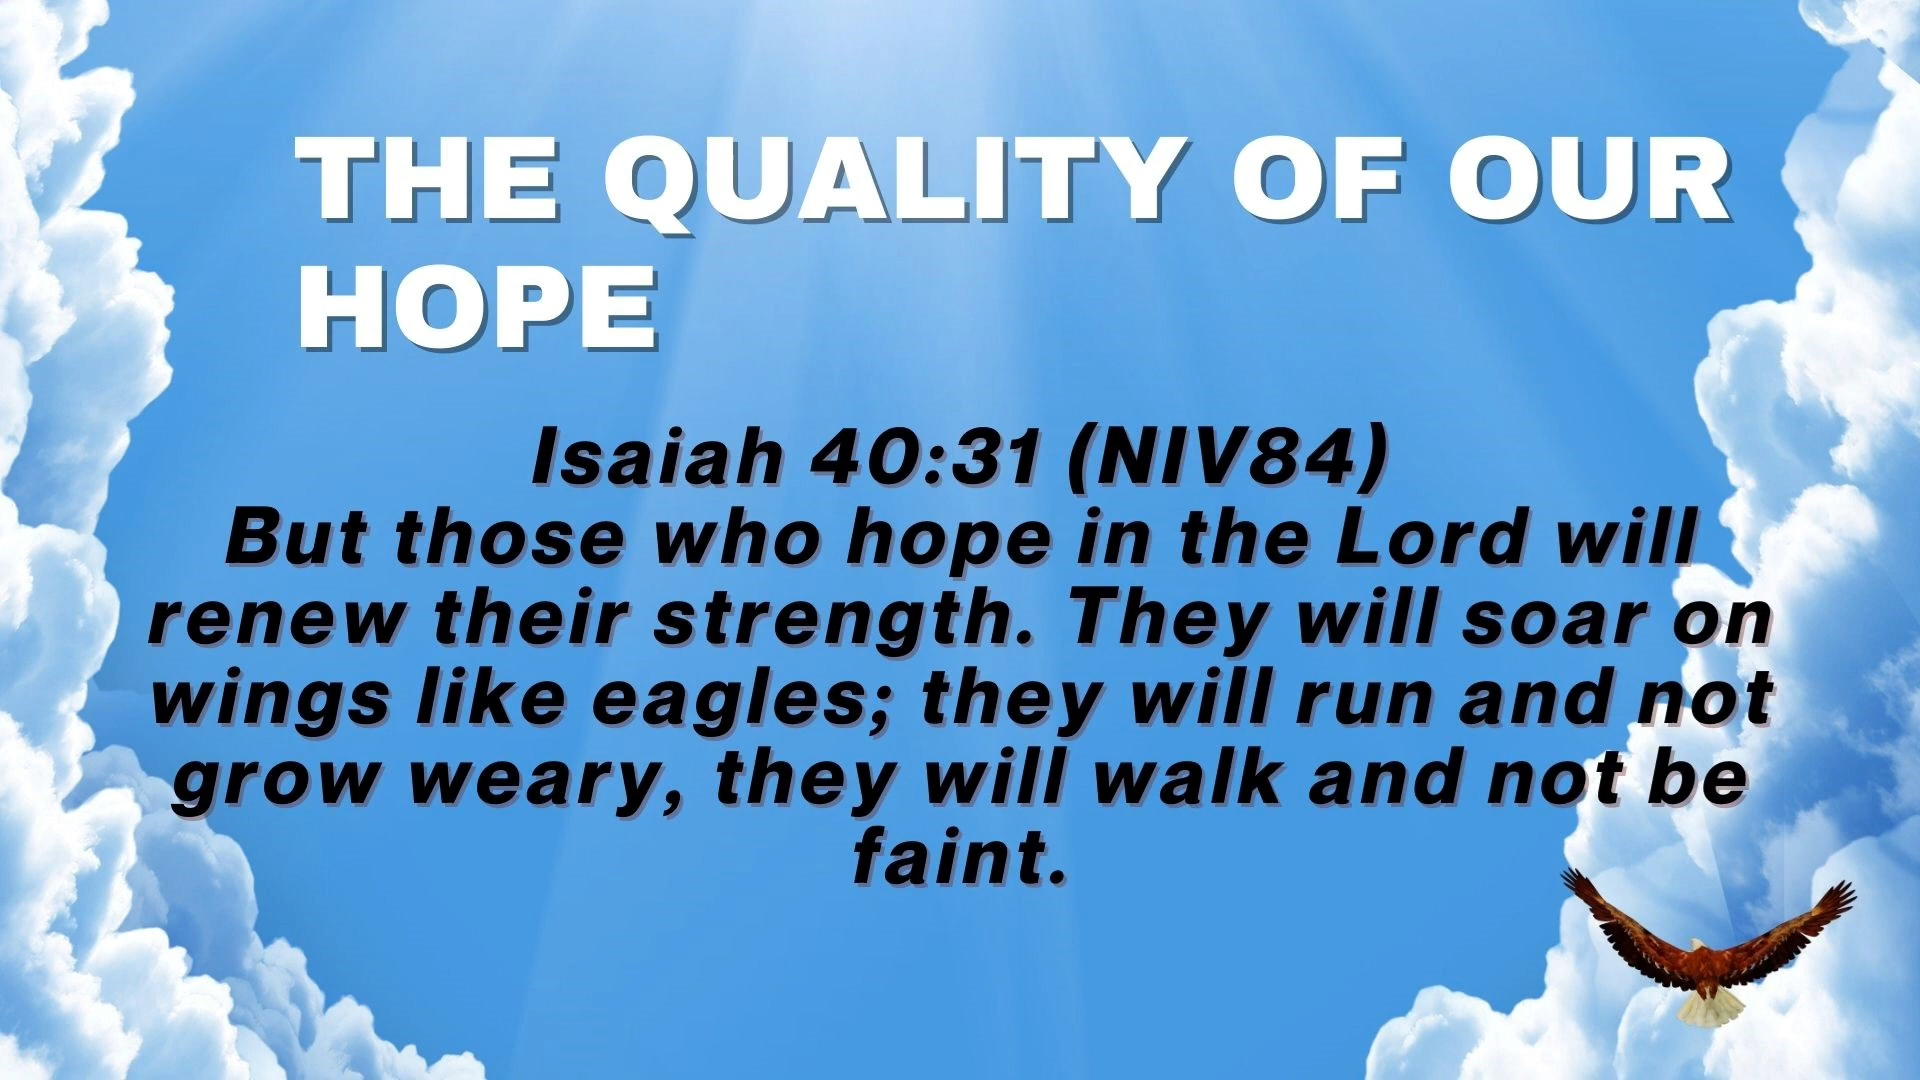 THE QUALITY OF OUR
HOPE
Isaiah 40:31 (NIV84)
But those who hope in the Lord will
renew their strength. They will soar on
wings like eagles; they will run and not
grow weary, they will walk and not be
faint.